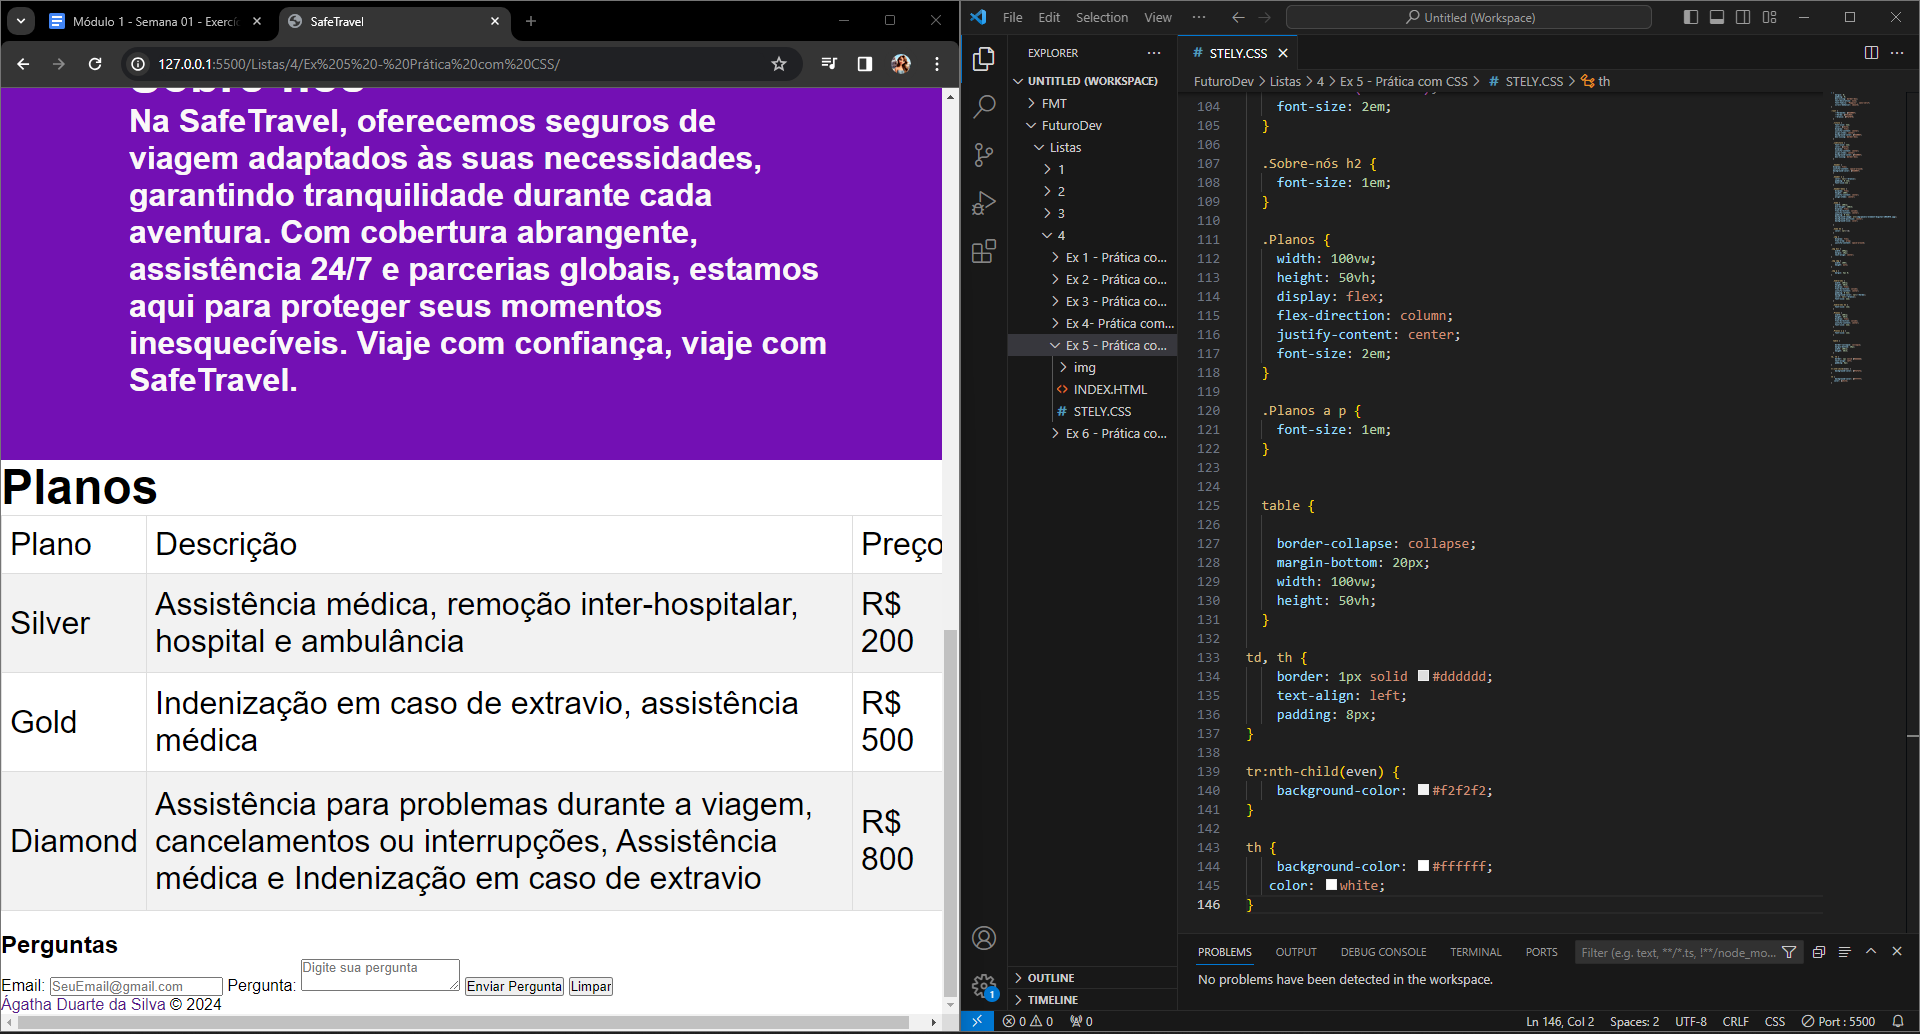 Módulo 1 - Semana 01 - Exercí
SafeTravel
127.0.0.1:5500/Listas/4/Ex%205%20-%20Prática%20com%20CSS/
Na SafeTravel, oferecemos seguros de
viagem adaptados às suas necessidades,
garantindo tranquilidade durante cada
aventura. Com cobertura abrangente,
assistência 24/7 e parcerias globais, estamos
aqui para proteger seus momentos
inesquecíveis. Viaje com confiança, viaje com
SafeTravel.
Planos
Plano Descrição Preço
Silver Assistência médica, remoção inter-hospitalar, hospital e ambulância R$ 200
Gold Indenização em caso de extravio, assistência médica R$ 500
Diamond Assistência para problemas durante a viagem, cancelamentos ou interrupções, Assistência médica e Indenização em caso de extravio R$ 800
Perguntas
Email: SeuEmail@gmail.com Pergunta: Digite sua pergunta Enviar Pergunta Limpar
Ágatha Duarte da Silva © 2024
File Edit Selection View ··· Untitled (Workspace)
EXPLORER ···
UNTITLED (WORKSPACE)
FMT
FuturoDev
Listas
1
2
3
4
Ex 1 - Prática co...
Ex 2 - Prática co...
Ex 3 - Prática co...
Ex 4- Prática com...
Ex 5 - Prática co...
img
INDEX.HTML
STELY.CSS
Ex 6 - Prática co...
OUTLINE
TIMELINE
1
# STELY.CSS
FuturoDev > Listas > 4 > Ex 5 - Prática com CSS > # STELY.CSS > th
104 font-size: 2em;
105 }
106
107 .Sobre-nós h2 {
108 font-size: 1em;
109 }
110
111 .Planos {
112 width: 100vw;
113 height: 50vh;
114 display: flex;
115 flex-direction: column;
116 justify-content: center;
117 font-size: 2em;
118 }
119
120 .Planos a p {
121 font-size: 1em;
122 }
123
124
125 table {
126
127 border-collapse: collapse;
128 margin-bottom: 20px;
129 width: 100vw;
130 height: 50vh;
131 }
132
133 td, th {
134 border: 1px solid #dddddd;
135 text-align: left;
136 padding: 8px;
137 }
138
139 tr:nth-child(even) {
140 background-color: #f2f2f2;
141 }
142
143 th {
144 background-color: #ffffff;
145 color: white;
146 }
PROBLEMS OUTPUT DEBUG CONSOLE TERMINAL PORTS Filter (e.g. text, **/*.ts, !**/node_mo...
No problems have been detected in the workspace.
0 0 0 Ln 146, Col 2 Spaces: 2 UTF-8 CRLF CSS Port : 5500